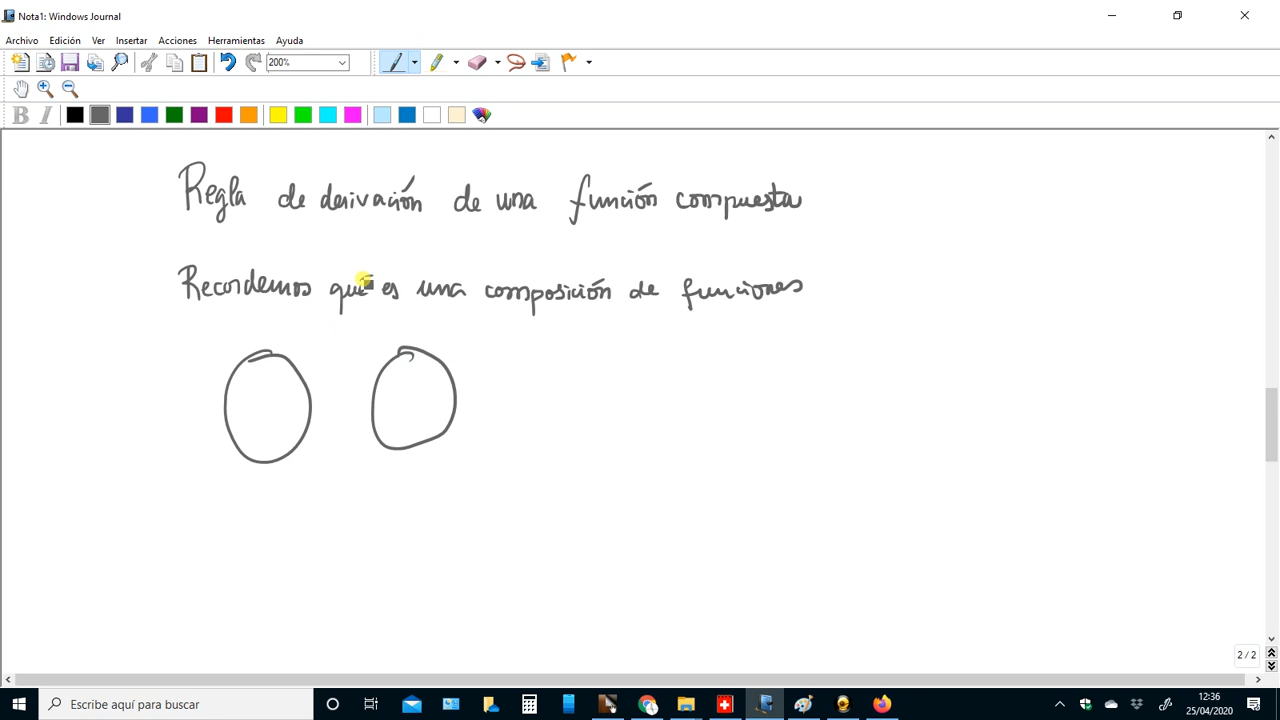 Nota1: Windows Journal
Archivo Edición Ver Insertar Acciones Herramientas Ayuda
200%
B I
Regla de derivación de una función compuesta
Recordemos qué es una composición de funciones
2 / 2
Escribe aquí para buscar
12:36
25/04/2020